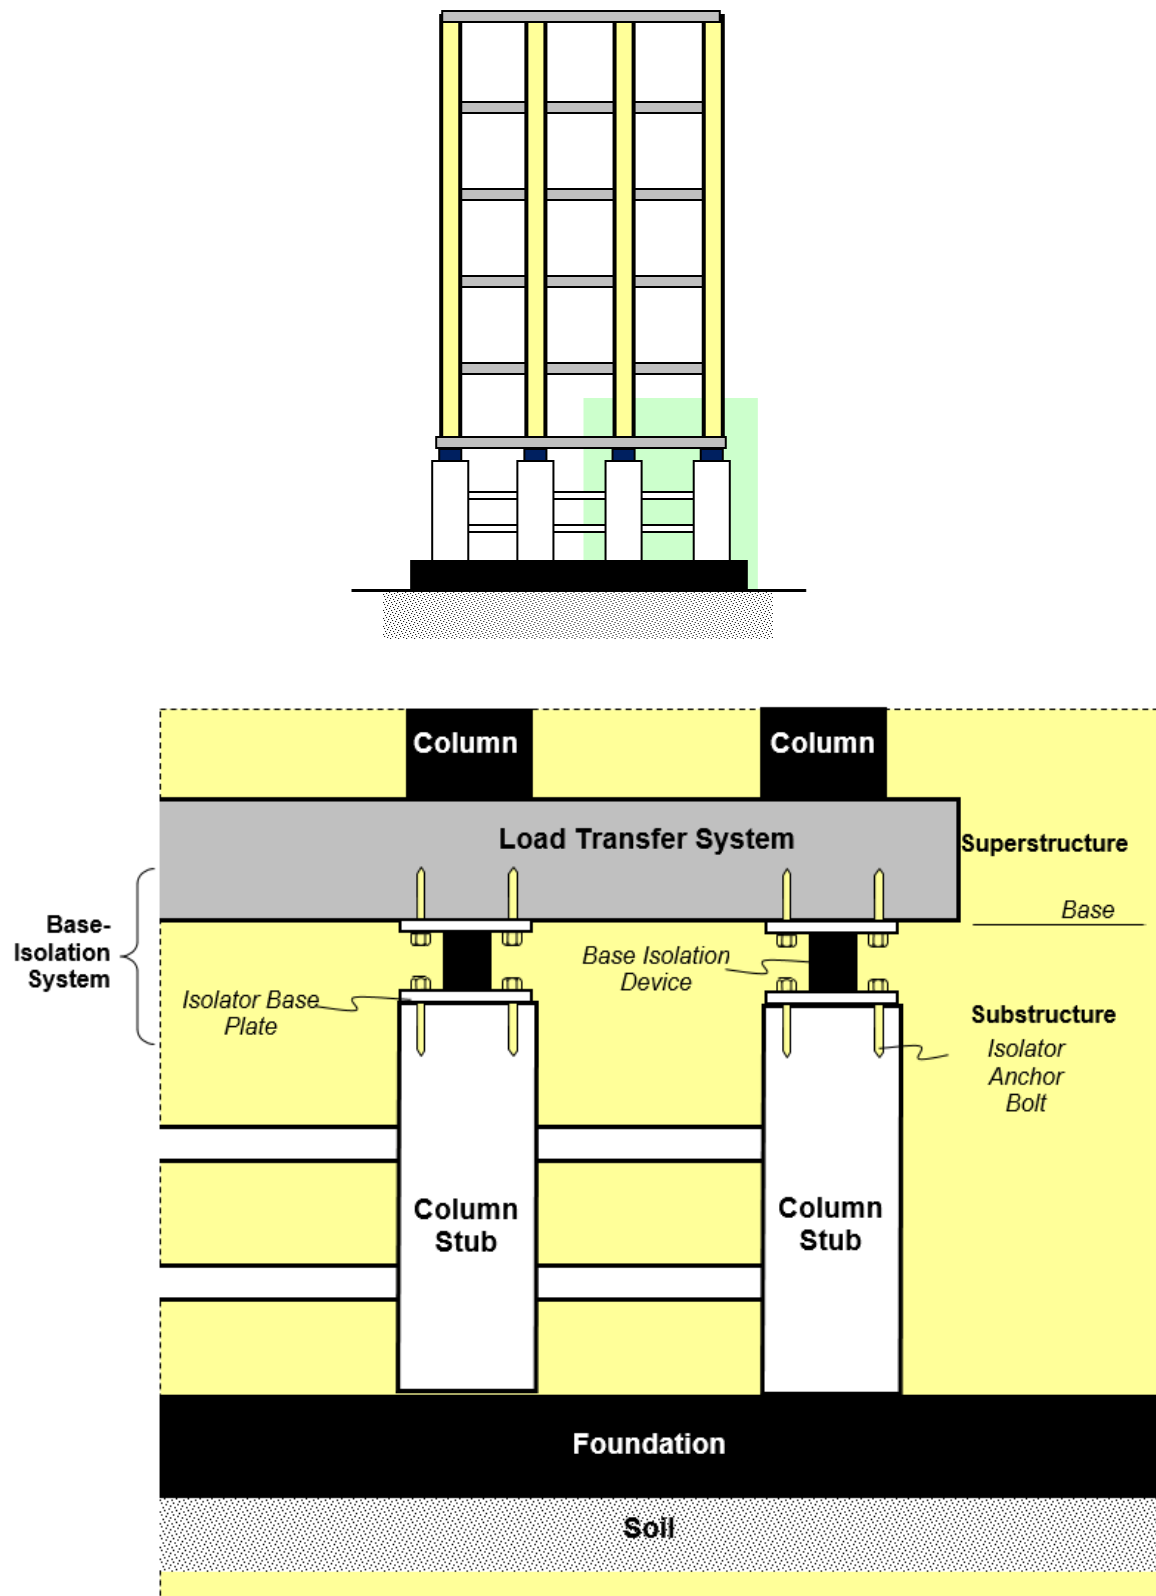 Column
Column
Load Transfer System
Superstructure
Base
Base-
Isolation
System
Base Isolation
Device
Isolator Base
Plate
Substructure
Isolator
Anchor
Bolt
Column
Stub
Column
Stub
Foundation
Soil